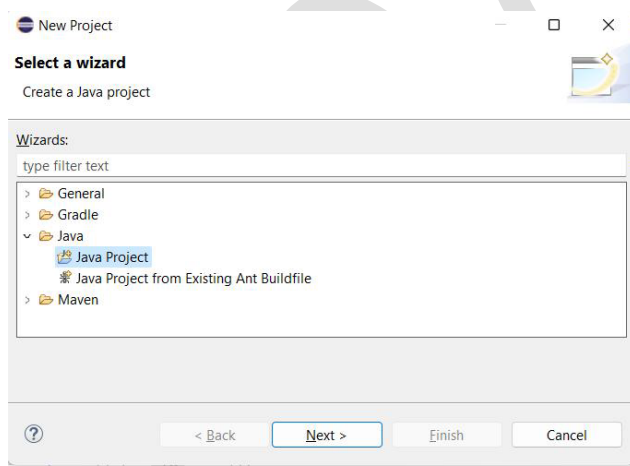 New Project
Select a wizard
Create a Java project
Wizards:
type filter text
General
Gradle
Java
Java Project
Java Project from Existing Ant Buildfile
Maven
< Back Next > Finish Cancel